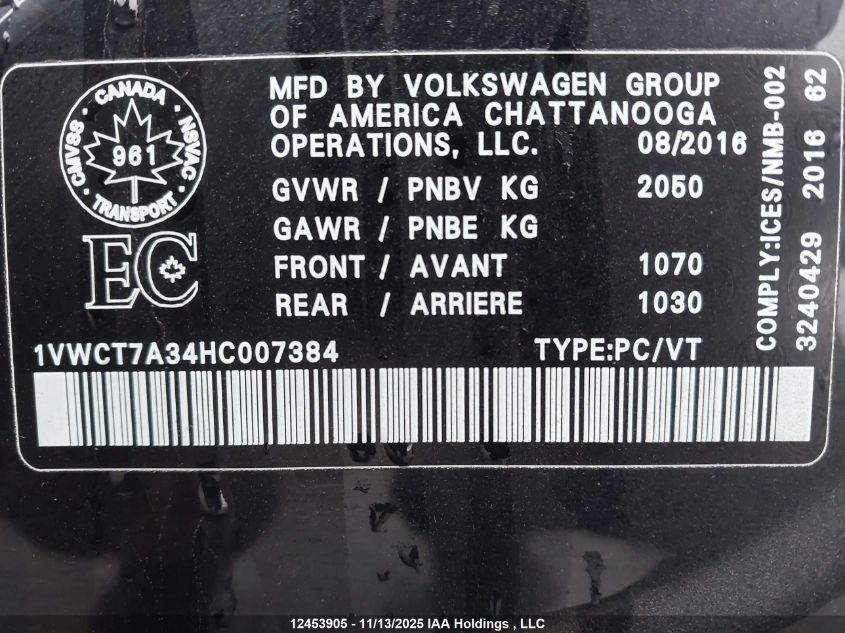 CANADA
CMVSS
NSVAC
961
TRANSPORT
EC
MFD BY VOLKSWAGEN GROUP
OF AMERICA CHATTANOOGA
OPERATIONS, LLC. 08/2016
GVWR / PNBV KG 2050
GAWR / PNBE KG
FRONT / AVANT 1070
REAR / ARRIERE 1030
1VWCT7A34HC007384 TYPE:PC/VT
COMPLY:ICES/NMB-002
3240429 2016 62
12453905 - 11/13/2025 IAA Holdings , LLC